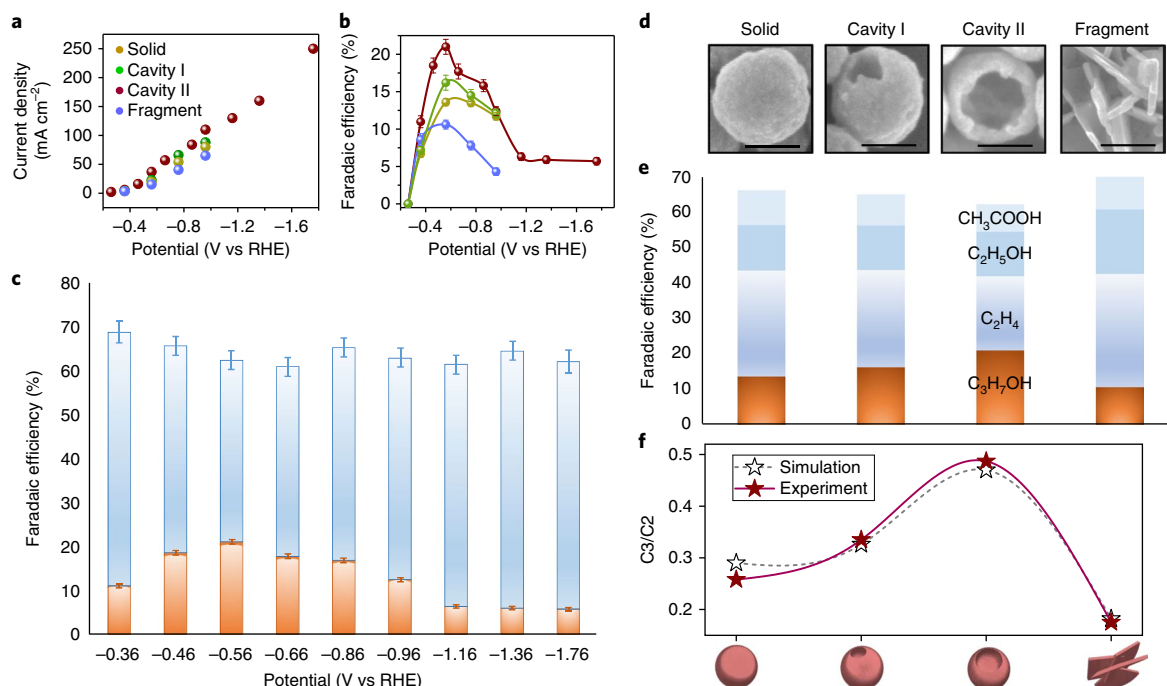 a
250
200
150
100
50
0
Current density
(mA cm⁻²)
Solid
Cavity I
Cavity II
Fragment
−0.4 −0.8 −1.2 −1.6
Potential (V vs RHE)
b
20
15
10
5
0
Faradaic efficiency (%)
−0.4 −0.8 −1.2 −1.6
Potential (V vs RHE)
c
80
70
60
50
40
30
20
10
0
Faradaic efficiency (%)
−0.36 −0.46 −0.56 −0.66 −0.86 −0.96 −1.16 −1.36 −1.76
Potential (V vs RHE)
d
Solid Cavity I Cavity II Fragment
e
70
60
50
40
30
20
10
0
Faradaic efficiency (%)
CH₃COOH
C₂H₅OH
C₂H₄
C₃H₇OH
f
0.5
0.4
0.3
0.2
C3/C2
Simulation
Experiment